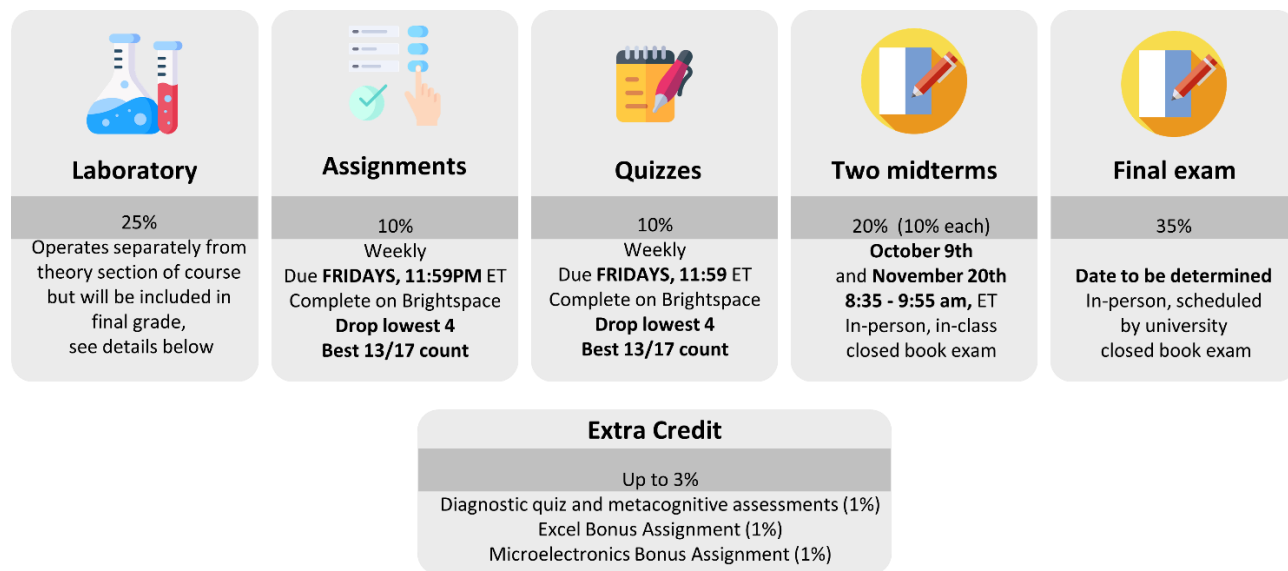 Laboratory
25%
Operates separately from
theory section of course
but will be included in
final grade,
see details below
Assignments
10%
Weekly
Due FRIDAYS, 11:59PM ET
Complete on Brightspace
Drop lowest 4
Best 13/17 count
Quizzes
10%
Weekly
Due FRIDAYS, 11:59 ET
Complete on Brightspace
Drop lowest 4
Best 13/17 count
Two midterms
20% (10% each)
October 9th
and November 20th
8:35 - 9:55 am, ET
In-person, in-class
closed book exam
Final exam
35%
Date to be determined
In-person, scheduled
by university
closed book exam
Extra Credit
Up to 3%
Diagnostic quiz and metacognitive assessments (1%)
Excel Bonus Assignment (1%)
Microelectronics Bonus Assignment (1%)